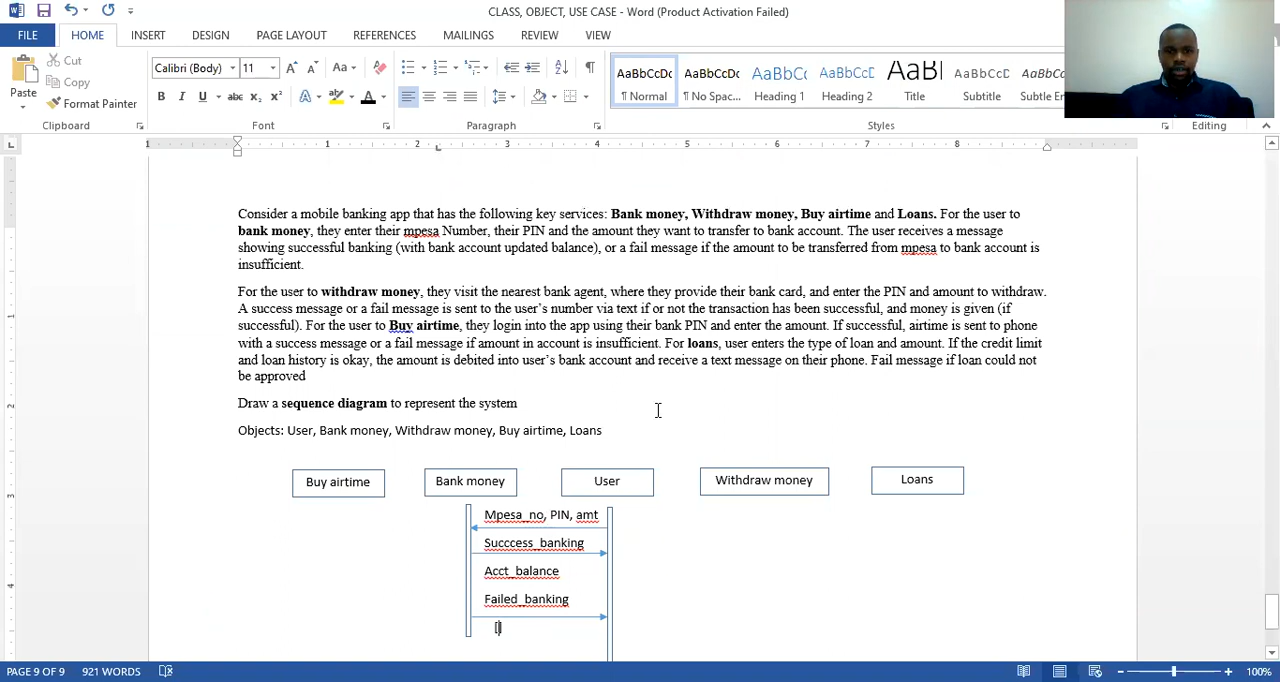 CLASS, OBJECT, USE CASE - Word (Product Activation Failed)
FILE HOME INSERT DESIGN PAGE LAYOUT REFERENCES MAILINGS REVIEW VIEW
Paste
Cut
Copy
Format Painter
Clipboard
Calibri (Body) 11
Font
Paragraph
AaBbCcDc AaBbCcDc AaBbCc AaBbCcD AaBl AaBbCcD AaBbCcDc
¶ Normal ¶ No Spac... Heading 1 Heading 2 Title Subtitle Subtle Em
Styles
Editing
1 1 2 3 4 5 6 7 8
Consider a mobile banking app that has the following key services: Bank money, Withdraw money, Buy airtime and Loans. For the user to
bank money, they enter their mpesa Number, their PIN and the amount they want to transfer to bank account. The user receives a message
showing successful banking (with bank account updated balance), or a fail message if the amount to be transferred from mpesa to bank account is
insufficient.
For the user to withdraw money, they visit the nearest bank agent, where they provide their bank card, and enter the PIN and amount to withdraw.
A success message or a fail message is sent to the user's number via text if or not the transaction has been successful, and money is given (if
successful). For the user to Buy airtime, they login into the app using their bank PIN and enter the amount. If successful, airtime is sent to phone
with a success message or a fail message if amount in account is insufficient. For loans, user enters the type of loan and amount. If the credit limit
and loan history is okay, the amount is debited into user's bank account and receive a text message on their phone. Fail message if loan could not
be approved
Draw a sequence diagram to represent the system
Objects: User, Bank money, Withdraw money, Buy airtime, Loans
Buy airtime Bank money User Withdraw money Loans
Mpesa_no, PIN, amt
Succcess_banking
Acct_balance
Failed_banking
[]
PAGE 9 OF 9 921 WORDS 100%